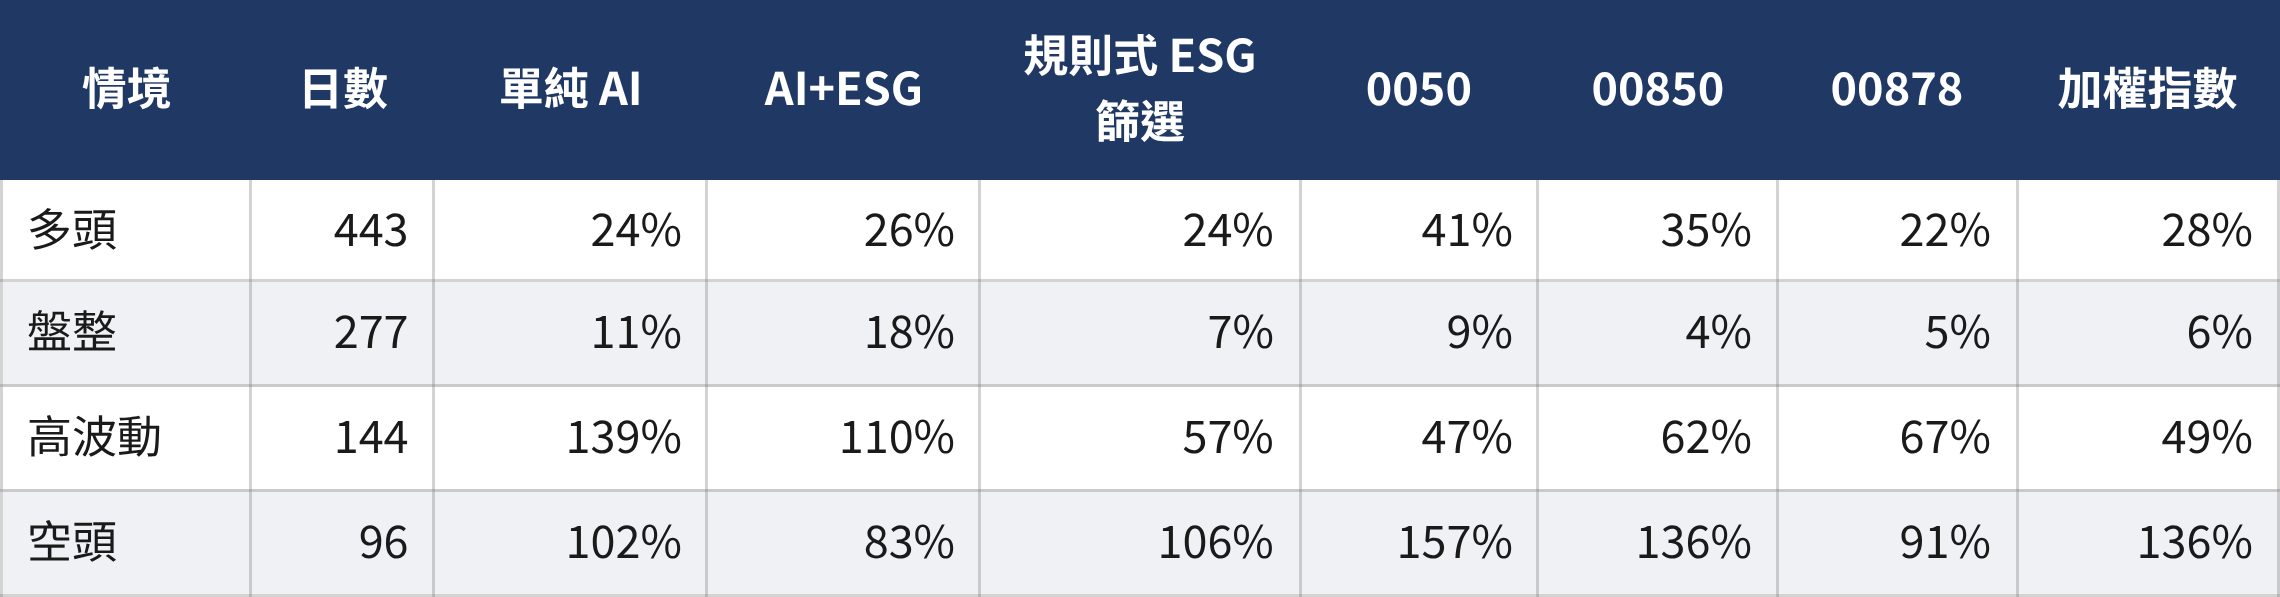 情境 日數 單純 AI AI+ESG 規則式 ESG 篩選 0050 00850 00878 加權指數
多頭 443 24% 26% 24% 41% 35% 22% 28%
盤整 277 11% 18% 7% 9% 4% 5% 6%
高波動 144 139% 110% 57% 47% 62% 67% 49%
空頭 96 102% 83% 106% 157% 136% 91% 136%